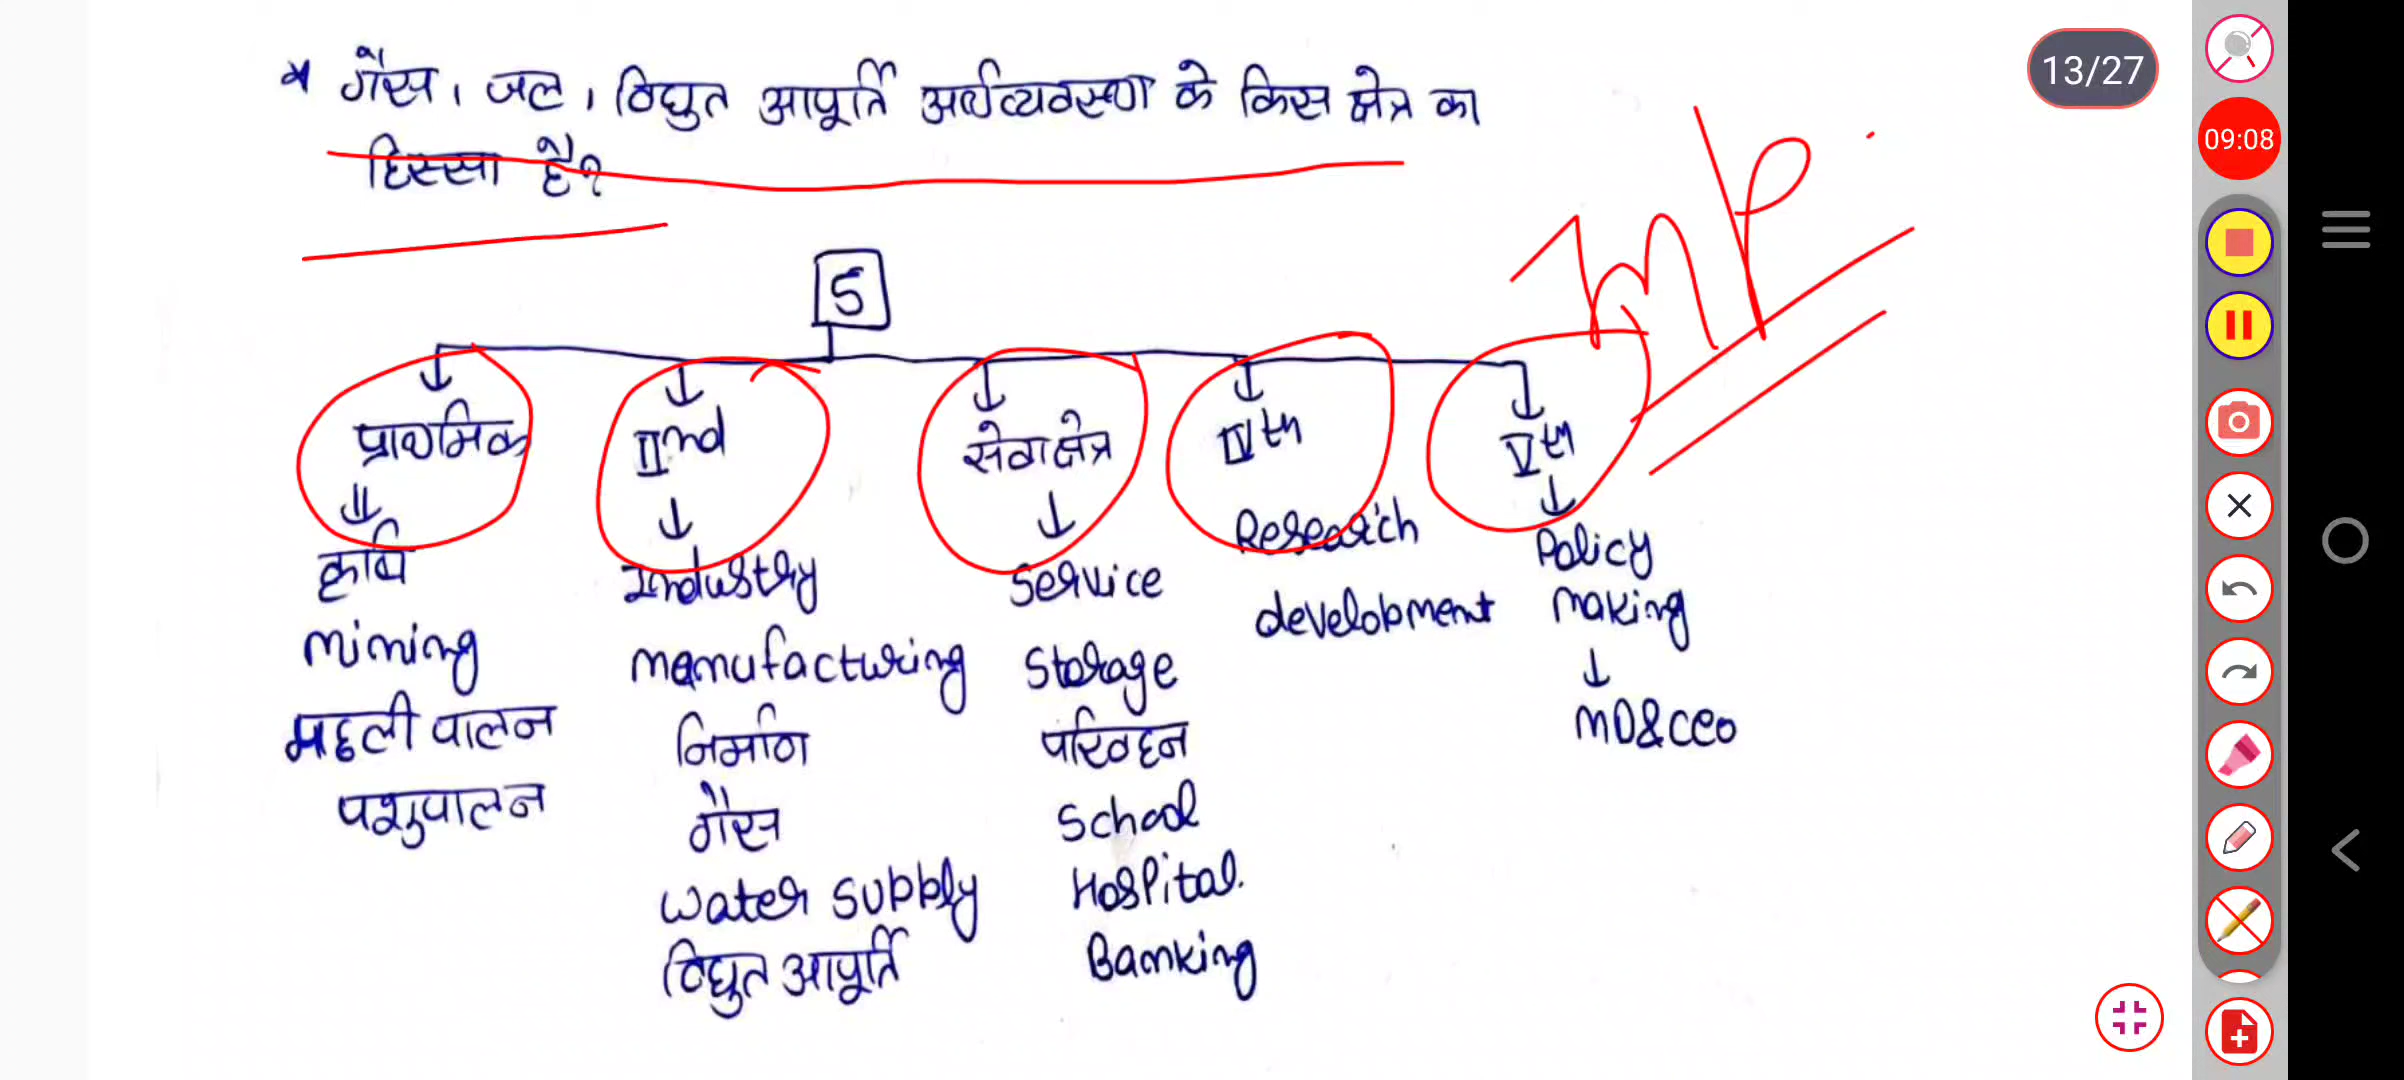 * गैस, जल, विद्युत आपूर्ति अर्थव्यवस्था के किस क्षेत्र का
हिस्सा है?
Imp.
5
प्राथमिक
कृषि
mining
मछली पालन
पशुपालन
IInd
Industry
manufacturing
निर्माण
गैस
water supply
विद्युत आपूर्ति
सेवा क्षेत्र
Service
Storage
परिवहन
School
Hospital.
Banking
IVth
Research
development
Vth
Policy
making
MD&CEO
13/27
09:08